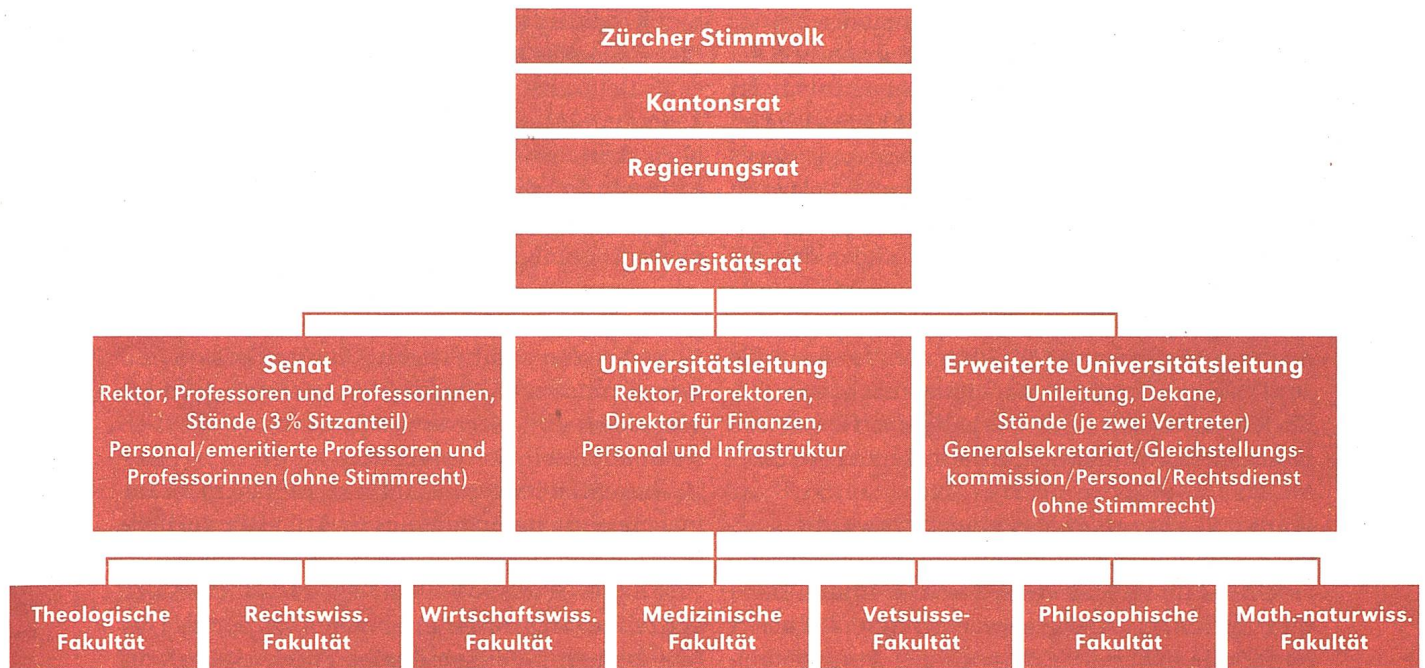 Zürcher Stimmvolk
Kantonsrat
Regierungsrat
Universitätsrat
Senat
Rektor, Professoren und Professorinnen,
Stände (3 % Sitzanteil)
Personal/emeritierte Professoren und
Professorinnen (ohne Stimmrecht)
Universitätsleitung
Rektor, Prorektoren,
Direktor für Finanzen,
Personal und Infrastruktur
Erweiterte Universitätsleitung
Unileitung, Dekane,
Stände (je zwei Vertreter)
Generalsekretariat/Gleichstellungs-
kommission/Personal/Rechtsdienst
(ohne Stimmrecht)
Theologische
Fakultät
Rechtswiss.
Fakultät
Wirtschaftswiss.
Fakultät
Medizinische
Fakultät
Vetsuisse-
Fakultät
Philosophische
Fakultät
Math.-naturwiss.
Fakultät